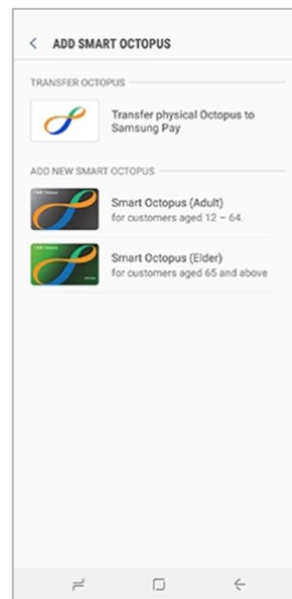 ADD SMART OCTOPUS
TRANSFER OCTOPUS
Transfer physical Octopus to
Samsung Pay
ADD NEW SMART OCTOPUS
Smart Octopus (Adult)
for customers aged 12 – 64.
Smart Octopus (Elder)
for customers aged 65 and above